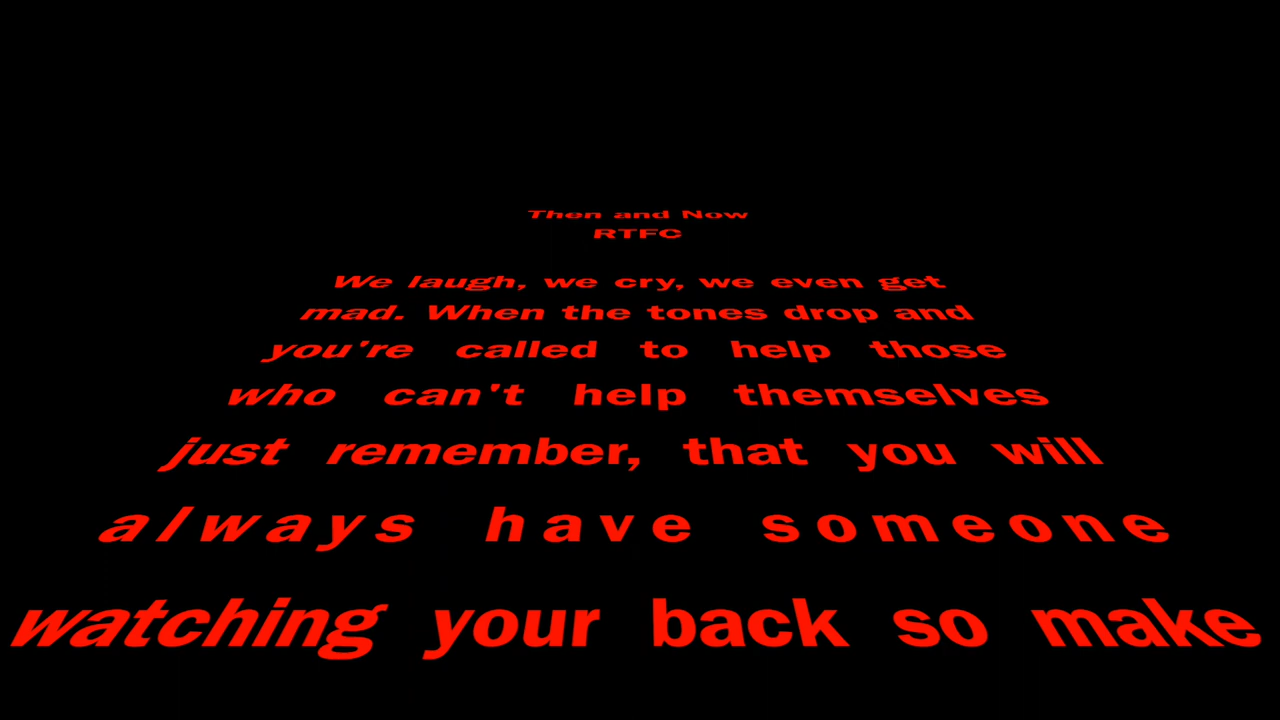 Then and Now
RTFC
We laugh, we cry, we even get
mad. When the tones drop and
you're called to help those
who can't help themselves
just remember, that you will
always have someone
watching your back so make